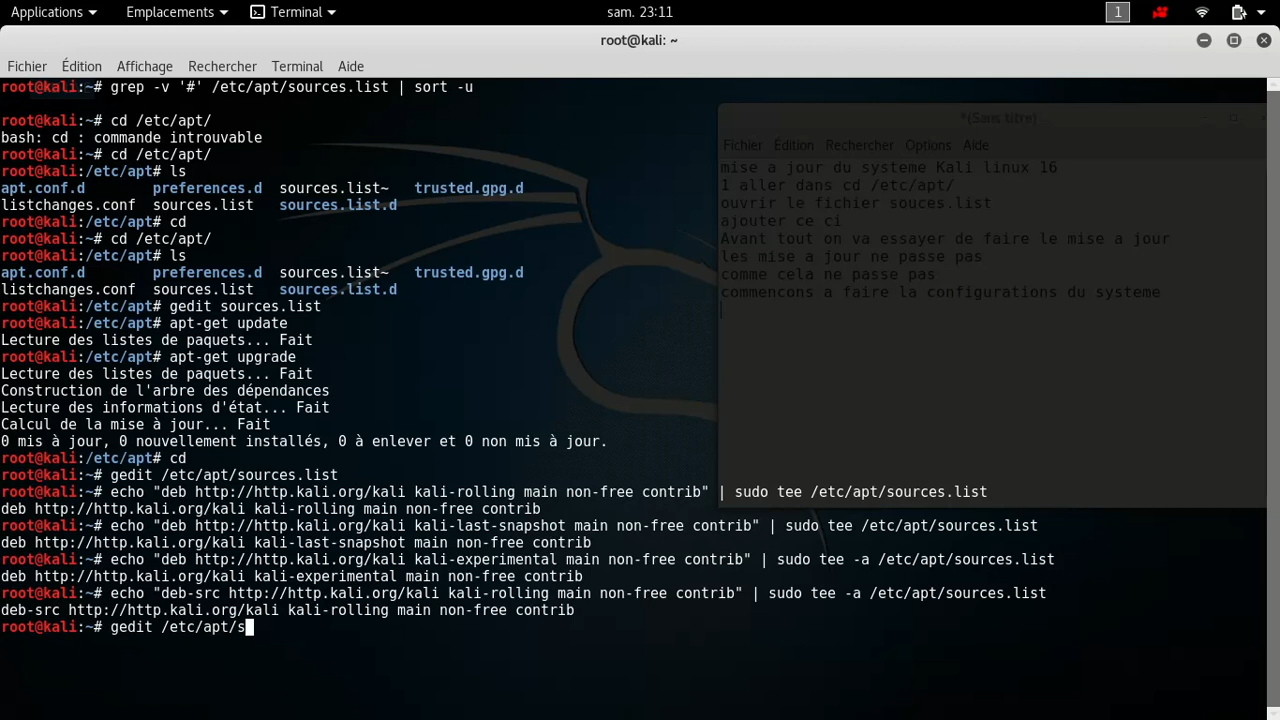 Applications Emplacements Terminal sam. 23:11 1
root@kali: ~
Fichier Édition Affichage Rechercher Terminal Aide
root@kali:~# grep -v '#' /etc/apt/sources.list | sort -u
root@kali:~# cd /etc/apt/
bash: cd : commande introuvable
root@kali:~# cd /etc/apt/
root@kali:/etc/apt# ls
apt.conf.d preferences.d sources.list~ trusted.gpg.d
listchanges.conf sources.list sources.list.d
root@kali:/etc/apt# cd
root@kali:~# cd /etc/apt/
root@kali:/etc/apt# ls
apt.conf.d preferences.d sources.list~ trusted.gpg.d
listchanges.conf sources.list sources.list.d
root@kali:/etc/apt# gedit sources.list
root@kali:/etc/apt# apt-get update
Lecture des listes de paquets... Fait
root@kali:/etc/apt# apt-get upgrade
Lecture des listes de paquets... Fait
Construction de l'arbre des dépendances
Lecture des informations d'état... Fait
Calcul de la mise à jour... Fait
0 mis à jour, 0 nouvellement installés, 0 à enlever et 0 non mis à jour.
root@kali:/etc/apt# cd
root@kali:~# gedit /etc/apt/sources.list
root@kali:~# echo "deb http://http.kali.org/kali kali-rolling main non-free contrib" | sudo tee /etc/apt/sources.list
deb http://http.kali.org/kali kali-rolling main non-free contrib
root@kali:~# echo "deb http://http.kali.org/kali kali-last-snapshot main non-free contrib" | sudo tee /etc/apt/sources.list
deb http://http.kali.org/kali kali-last-snapshot main non-free contrib
root@kali:~# echo "deb http://http.kali.org/kali kali-experimental main non-free contrib" | sudo tee -a /etc/apt/sources.list
deb http://http.kali.org/kali kali-experimental main non-free contrib
root@kali:~# echo "deb-src http://http.kali.org/kali kali-rolling main non-free contrib" | sudo tee -a /etc/apt/sources.list
deb-src http://http.kali.org/kali kali-rolling main non-free contrib
root@kali:~# gedit /etc/apt/s
*(Sans titre)
Fichier Édition Rechercher Options Aide
mise a jour du systeme Kali linux 16
1 aller dans cd /etc/apt/
ouvrir le fichier souces.list
ajouter ce ci
Avant tout on va essayer de faire le mise a jour
les mise a jour ne passe pas
comme cela ne passe pas
commencons a faire la configurations du systeme